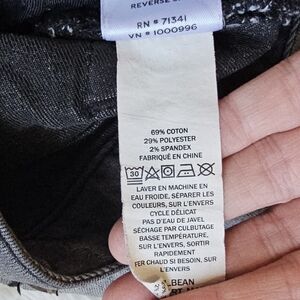 REVERSE
RN # 71341
VN # 1000996
69% COTON
29% POLYESTER
2% SPANDEX
FABRIQUÉ EN CHINE
30
LAVER EN MACHINE EN
EAU FROIDE, SÉPARER LES
COULEURS, SUR L'ENVERS
CYCLE DÉLICAT
PAS D'EAU DE JAVEL
SÉCHAGE PAR CULBUTAGE
BASSE TEMPÉRATURE,
SUR L'ENVERS, SORTIR
RAPIDEMENT
FER CHAUD SI BESOIN, SUR
L'ENVERS
BEAN